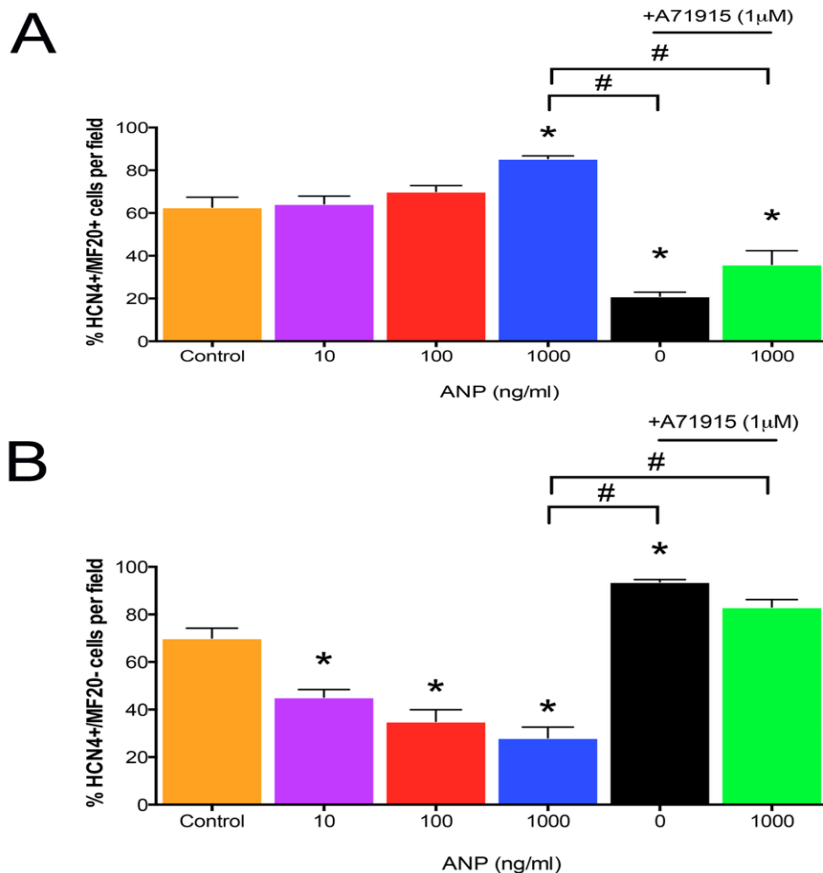 A
+A71915 (1µM)
#
#
*
*
*
% HCN4+/MF20+ cells per field
100
80
60
40
20
0
Control 10 100 1000 0 1000
ANP (ng/ml)
B
+A71915 (1µM)
#
#
*
*
*
*
% HCN4+/MF20- cells per field
100
80
60
40
20
0
Control 10 100 1000 0 1000
ANP (ng/ml)